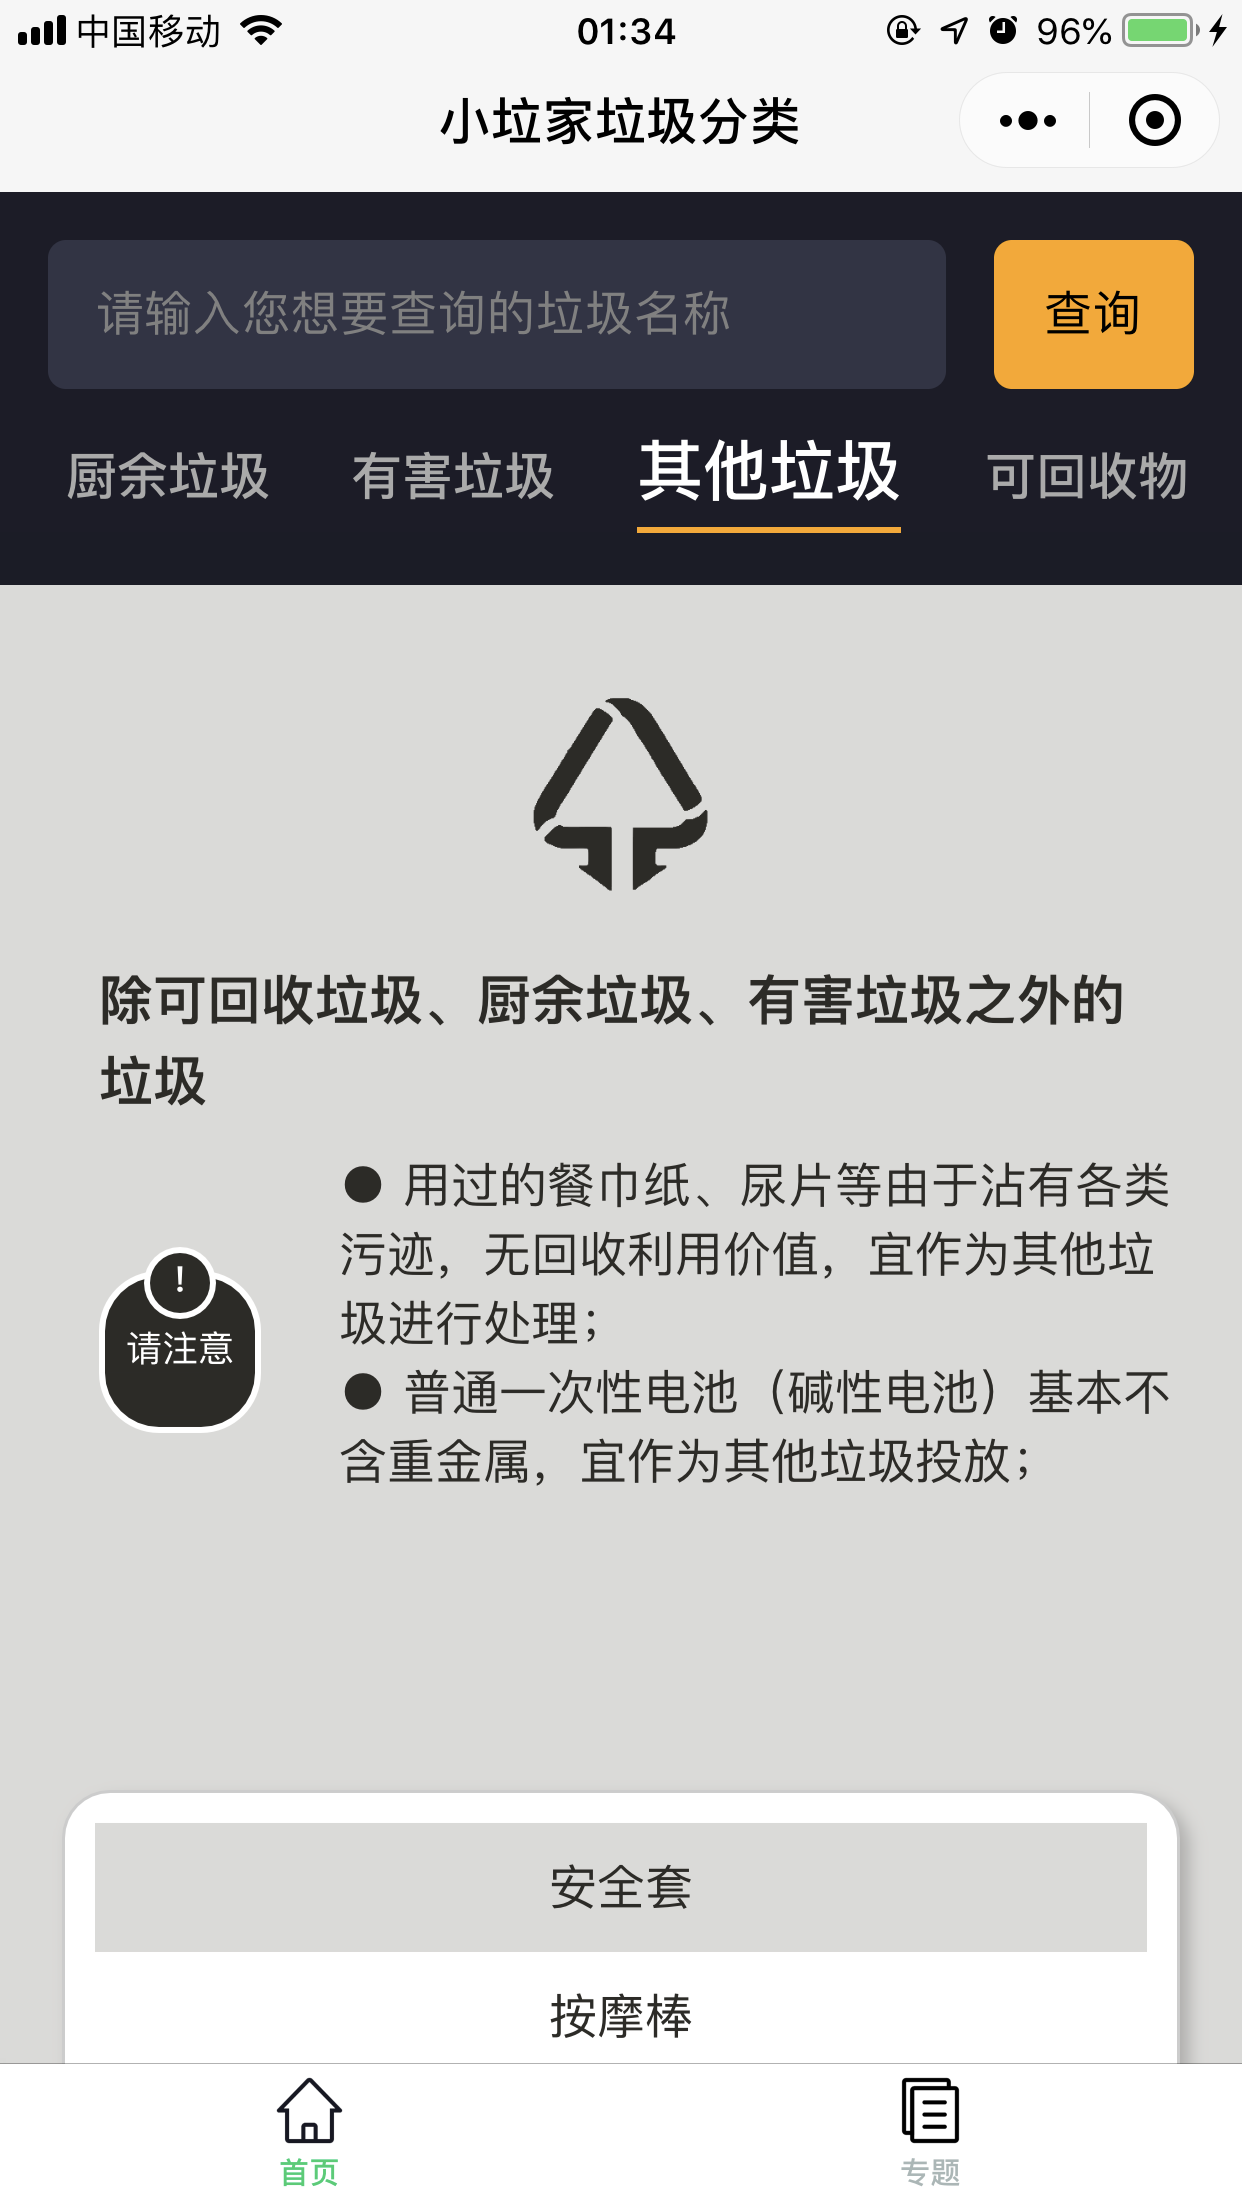 中国移动
01:34
96%
小垃家垃圾分类
请输入您想要查询的垃圾名称
查询
厨余垃圾
有害垃圾
其他垃圾
可回收物
除可回收垃圾、厨余垃圾、有害垃圾之外的
垃圾
!
请注意
● 用过的餐巾纸、尿片等由于沾有各类
污迹，无回收利用价值，宜作为其他垃
圾进行处理；
● 普通一次性电池（碱性电池）基本不
含重金属，宜作为其他垃圾投放；
安全套
按摩棒
首页
专题